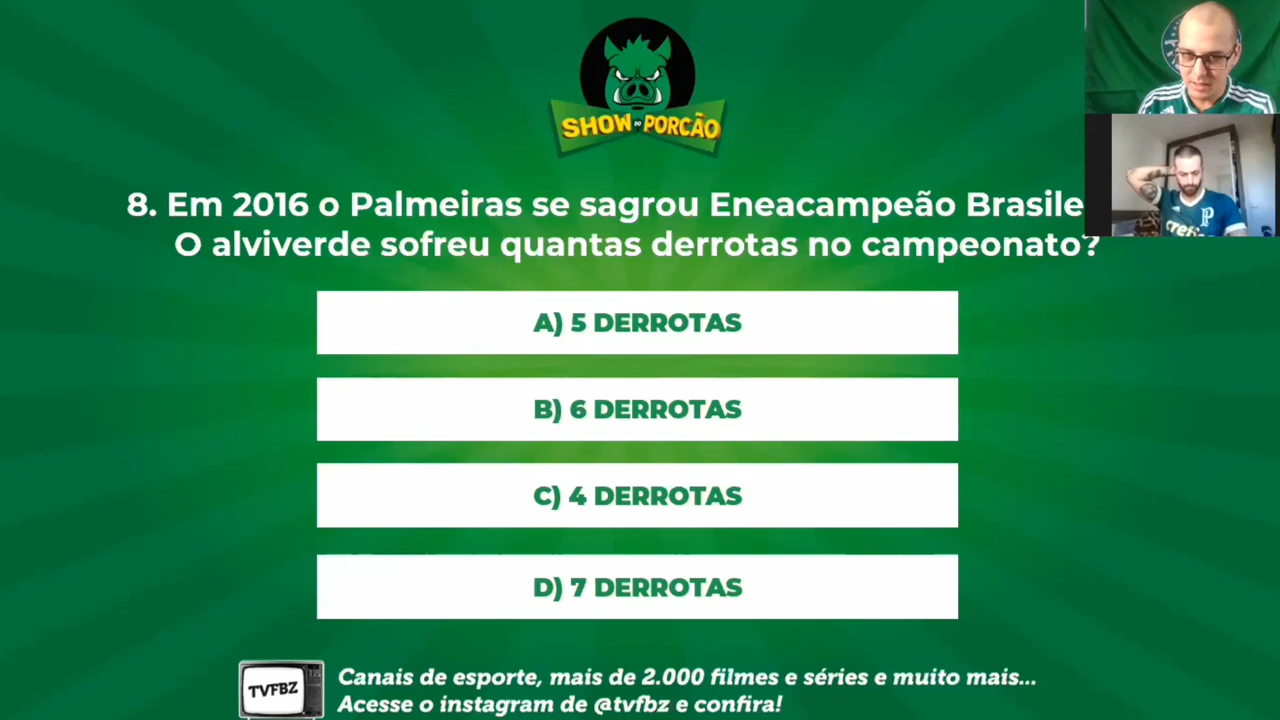 SHOW DO PORCÃO
8. Em 2016 o Palmeiras se sagrou Eneacampeão Brasile
O alviverde sofreu quantas derrotas no campeonato?
A) 5 DERROTAS
B) 6 DERROTAS
C) 4 DERROTAS
D) 7 DERROTAS
TVFBZ
Canais de esporte, mais de 2.000 filmes e séries e muito mais...
Acesse o instagram de @tvfbz e confira!